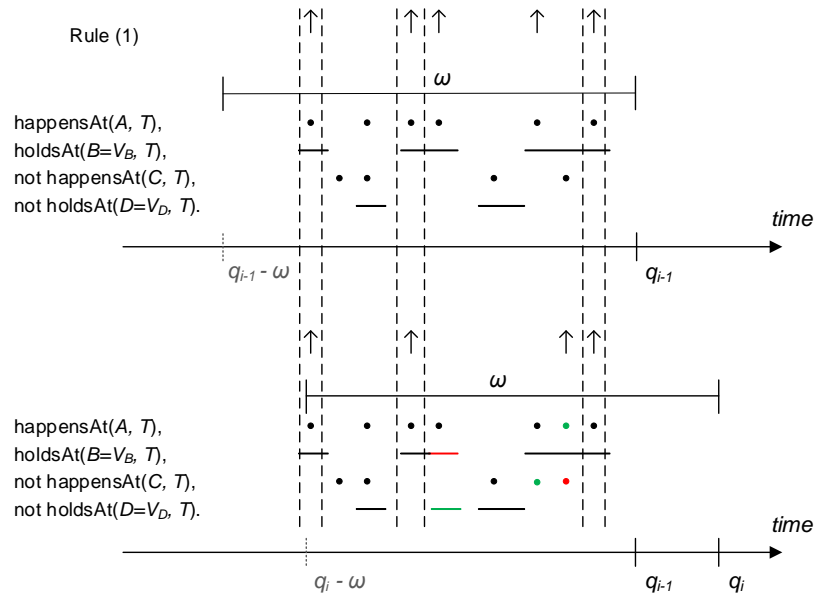 Rule (1)
ω
happensAt(A, T),
holdsAt(B=V_B, T),
not happensAt(C, T),
not holdsAt(D=V_D, T).
time
q_{i-1} - ω
q_{i-1}
ω
happensAt(A, T),
holdsAt(B=V_B, T),
not happensAt(C, T),
not holdsAt(D=V_D, T).
time
q_i - ω
q_{i-1}
q_i